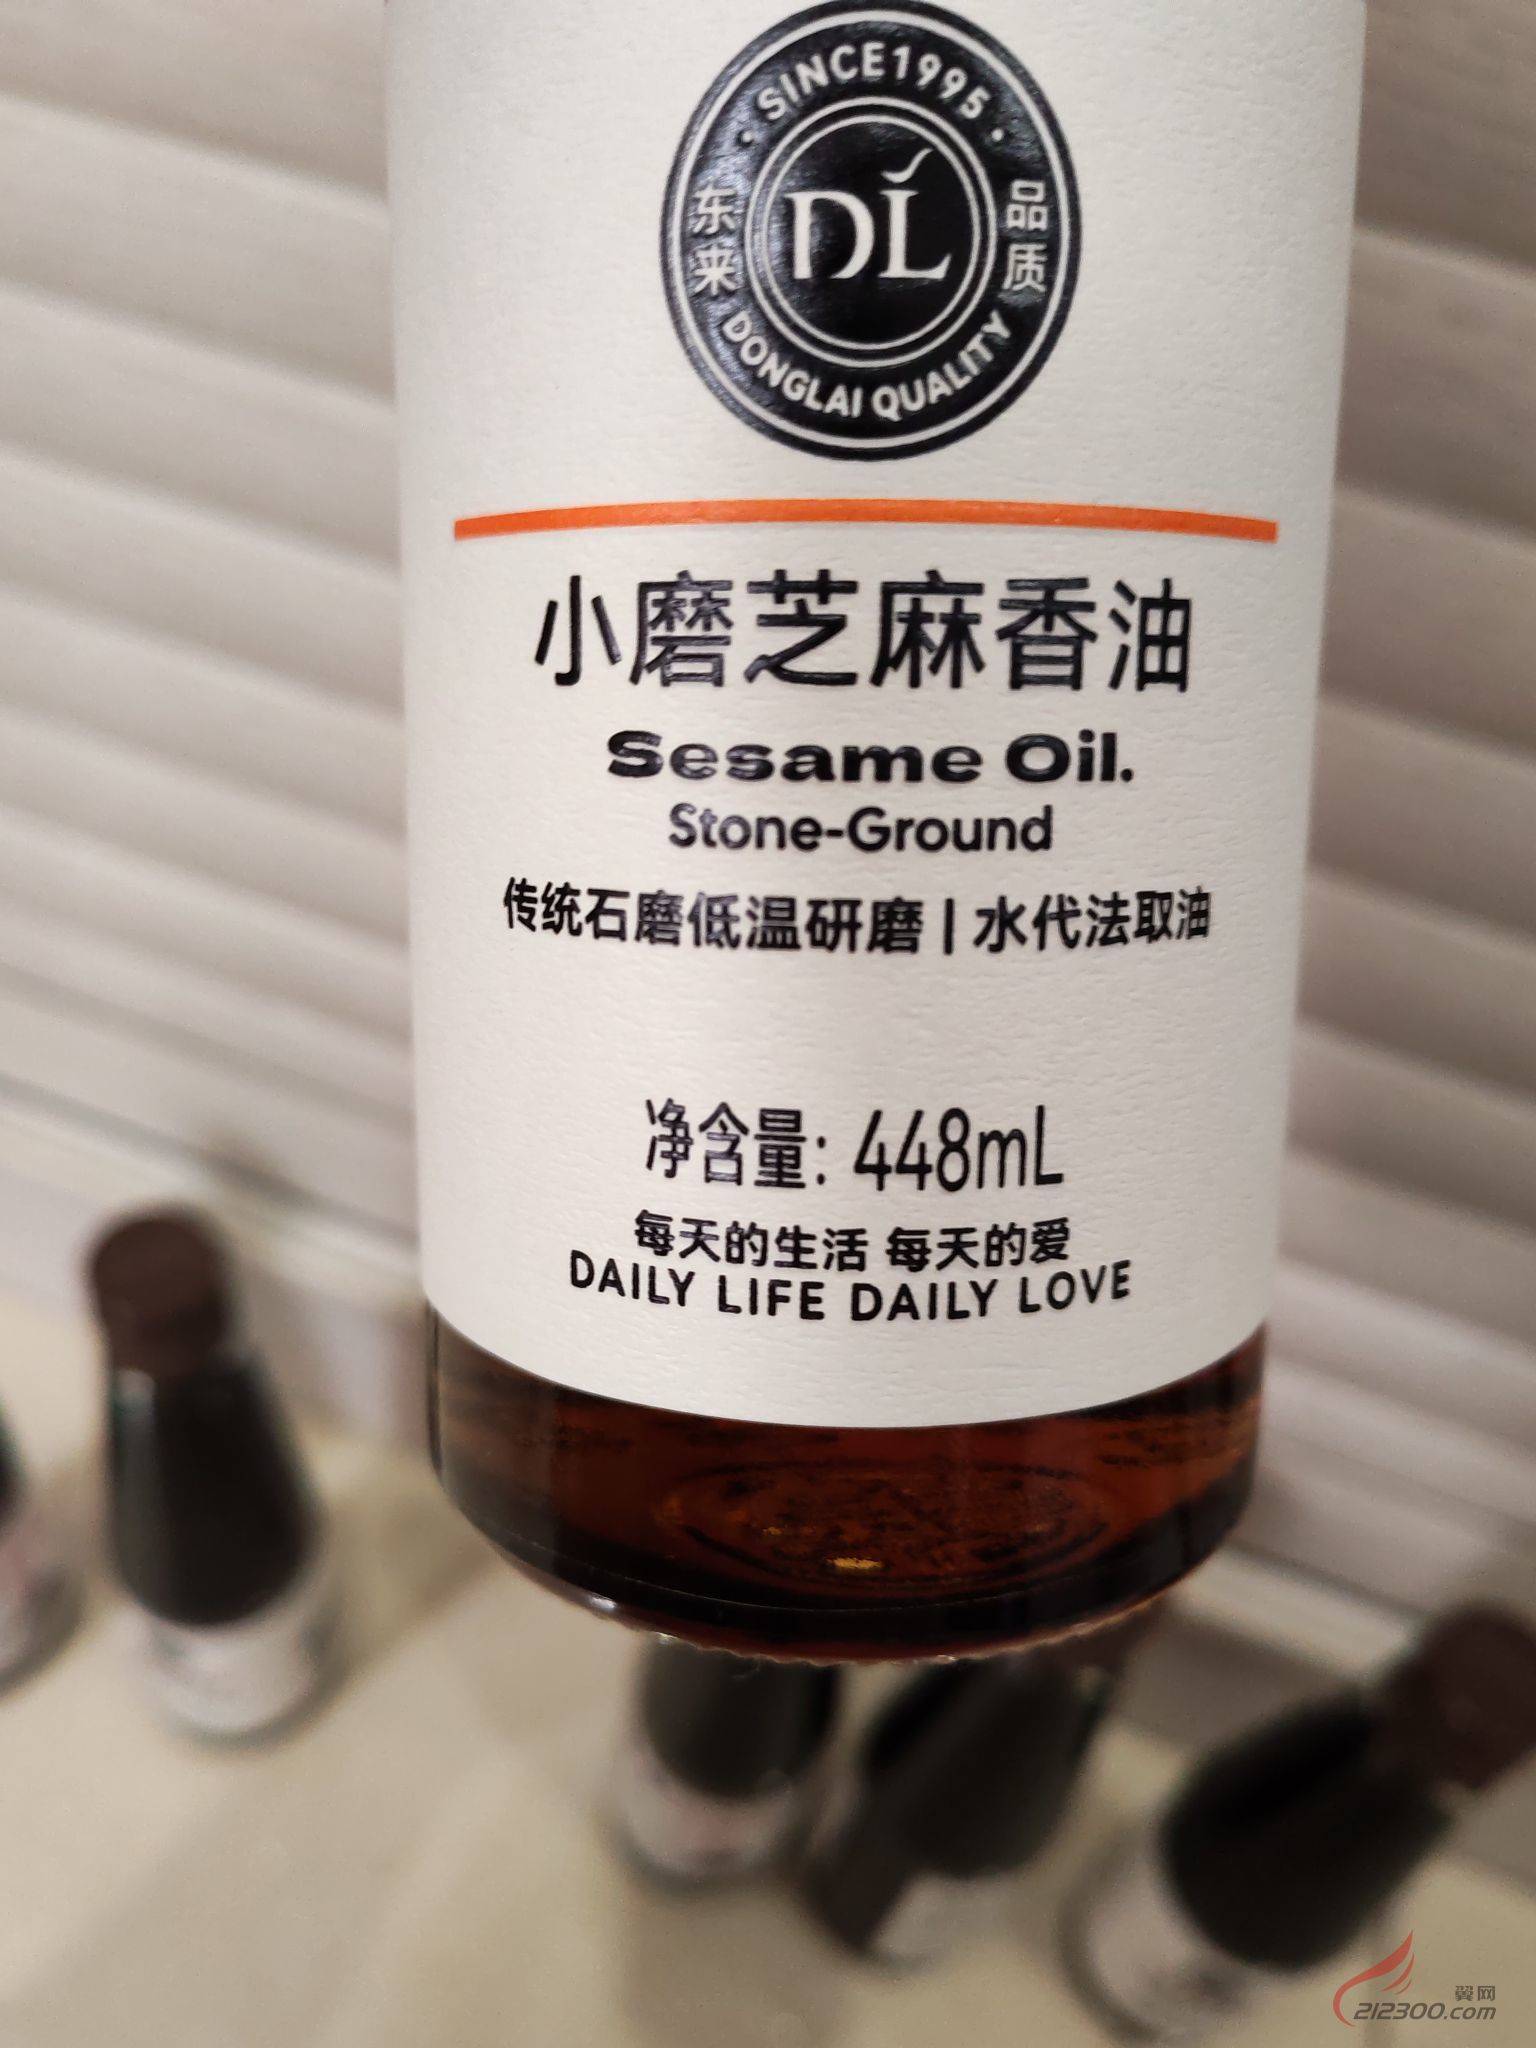 SINCE1995
东来
品质
DL
DONGLAI QUALITY
小磨芝麻香油
Sesame Oil.
Stone-Ground
传统石磨低温研磨 | 水代法取油
净含量: 448mL
每天的生活 每天的爱
DAILY LIFE DAILY LOVE
翼网
212300.com